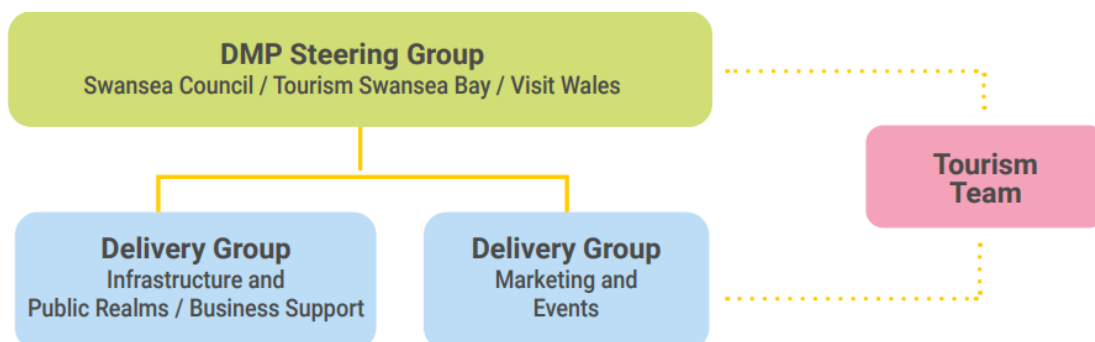 DMP Steering Group
Swansea Council / Tourism Swansea Bay / Visit Wales
Tourism
Team
Delivery Group
Infrastructure and
Public Realms / Business Support
Delivery Group
Marketing and
Events